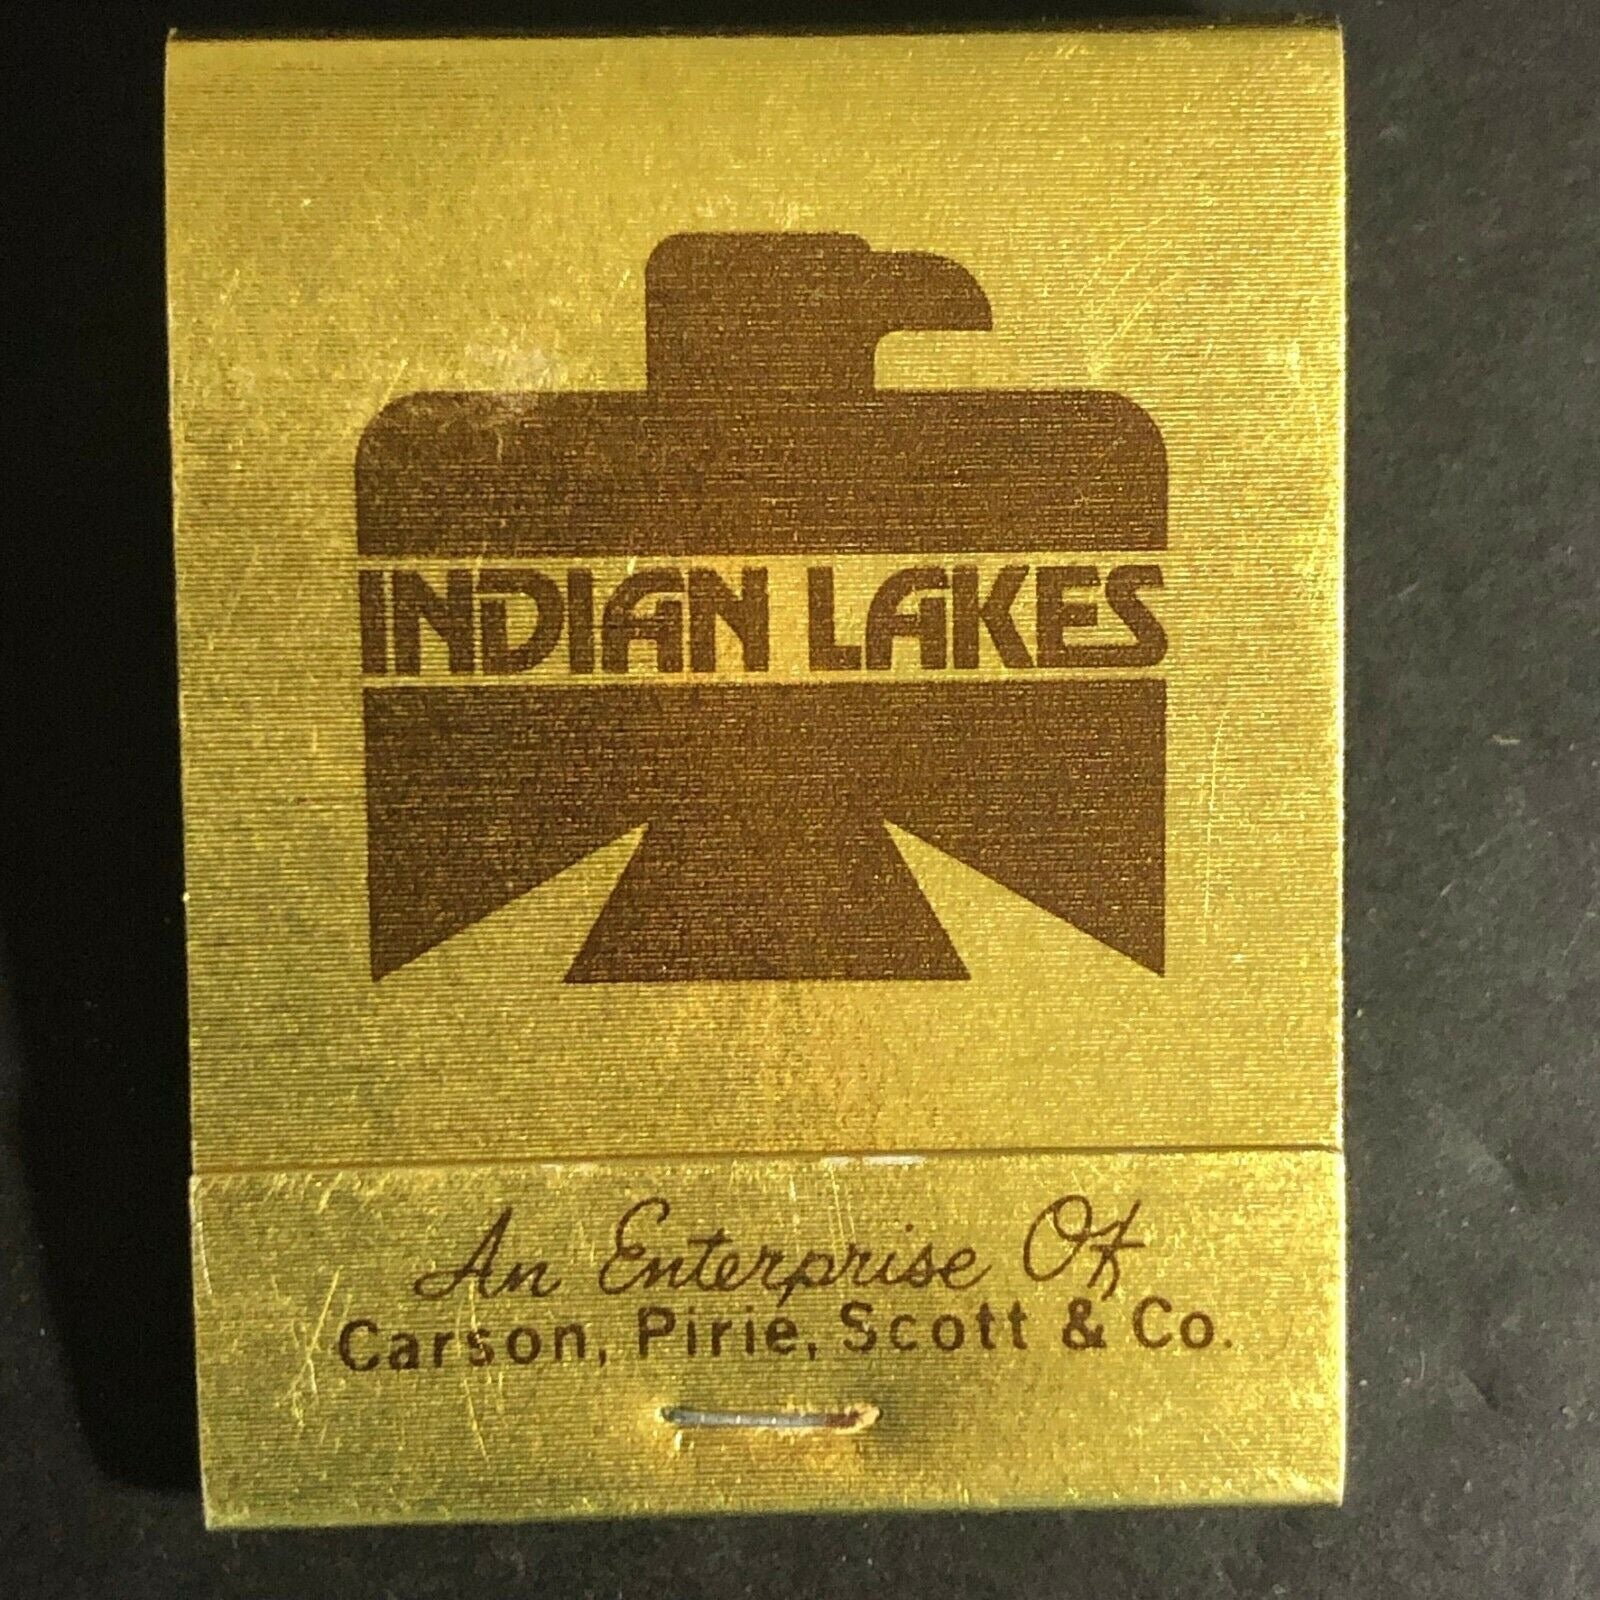 INDIAN LAKES
An Enterprise Of
Carson, Pirie, Scott & Co.